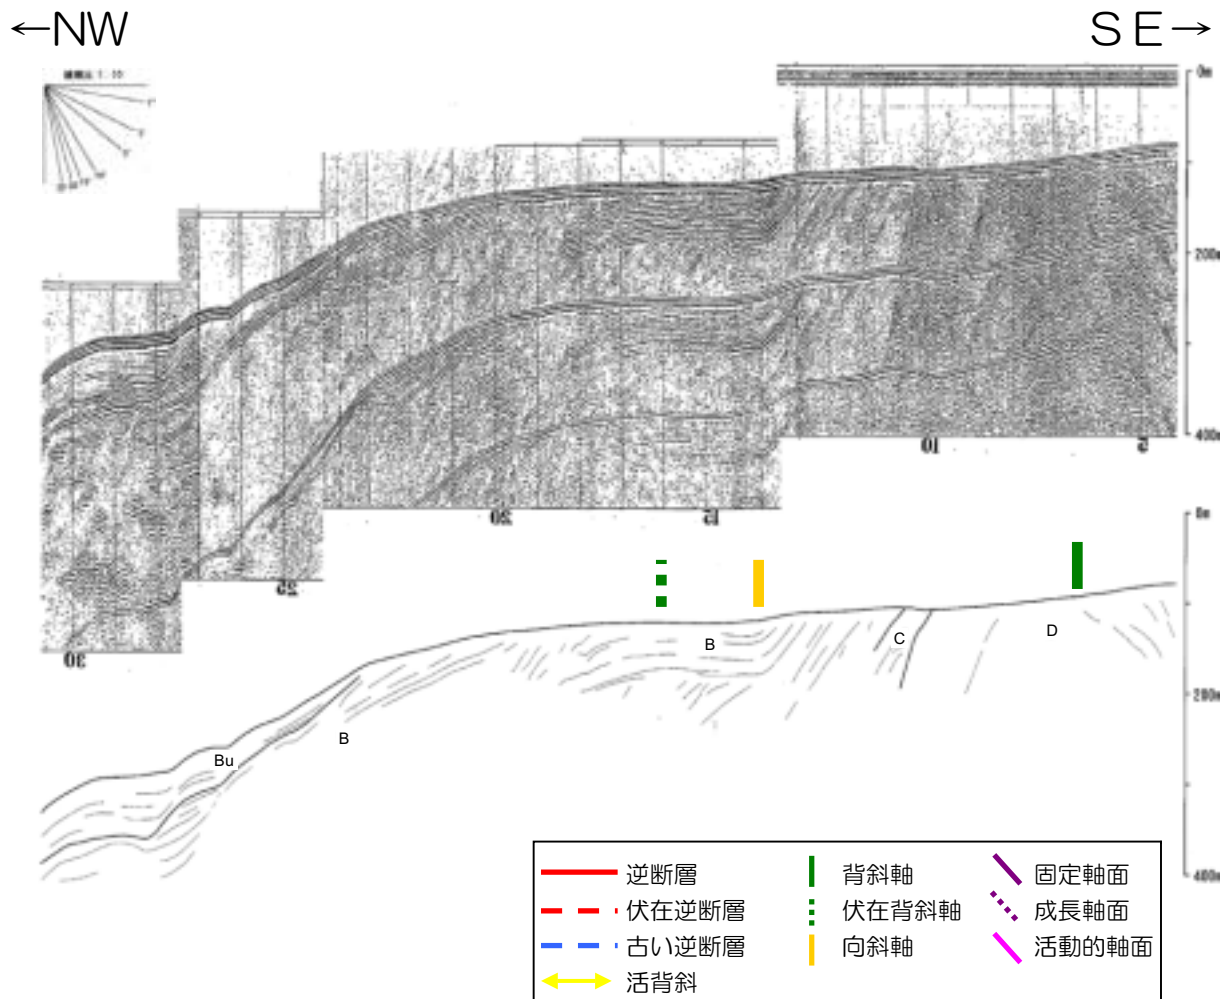 ←NW
SE→
0m
200m
400m
10
5
20
15
25
30
0m
200m
400m
B
C
D
B
Bu
逆断層
背斜軸
固定軸面
伏在逆断層
伏在背斜軸
成長軸面
古い逆断層
向斜軸
活動的軸面
活背斜